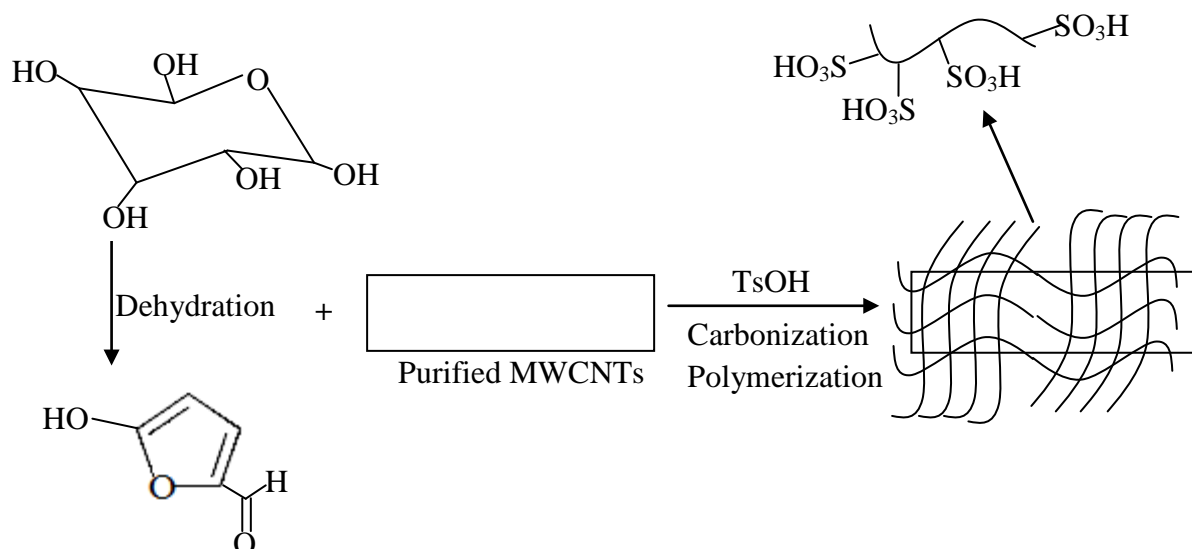 HO
OH
O
OH
OH
OH
Dehydration
+
Purified MWCNTs
TsOH
Carbonization
Polymerization
SO3H
HO3S
SO3H
HO3S
HO
O
H
O